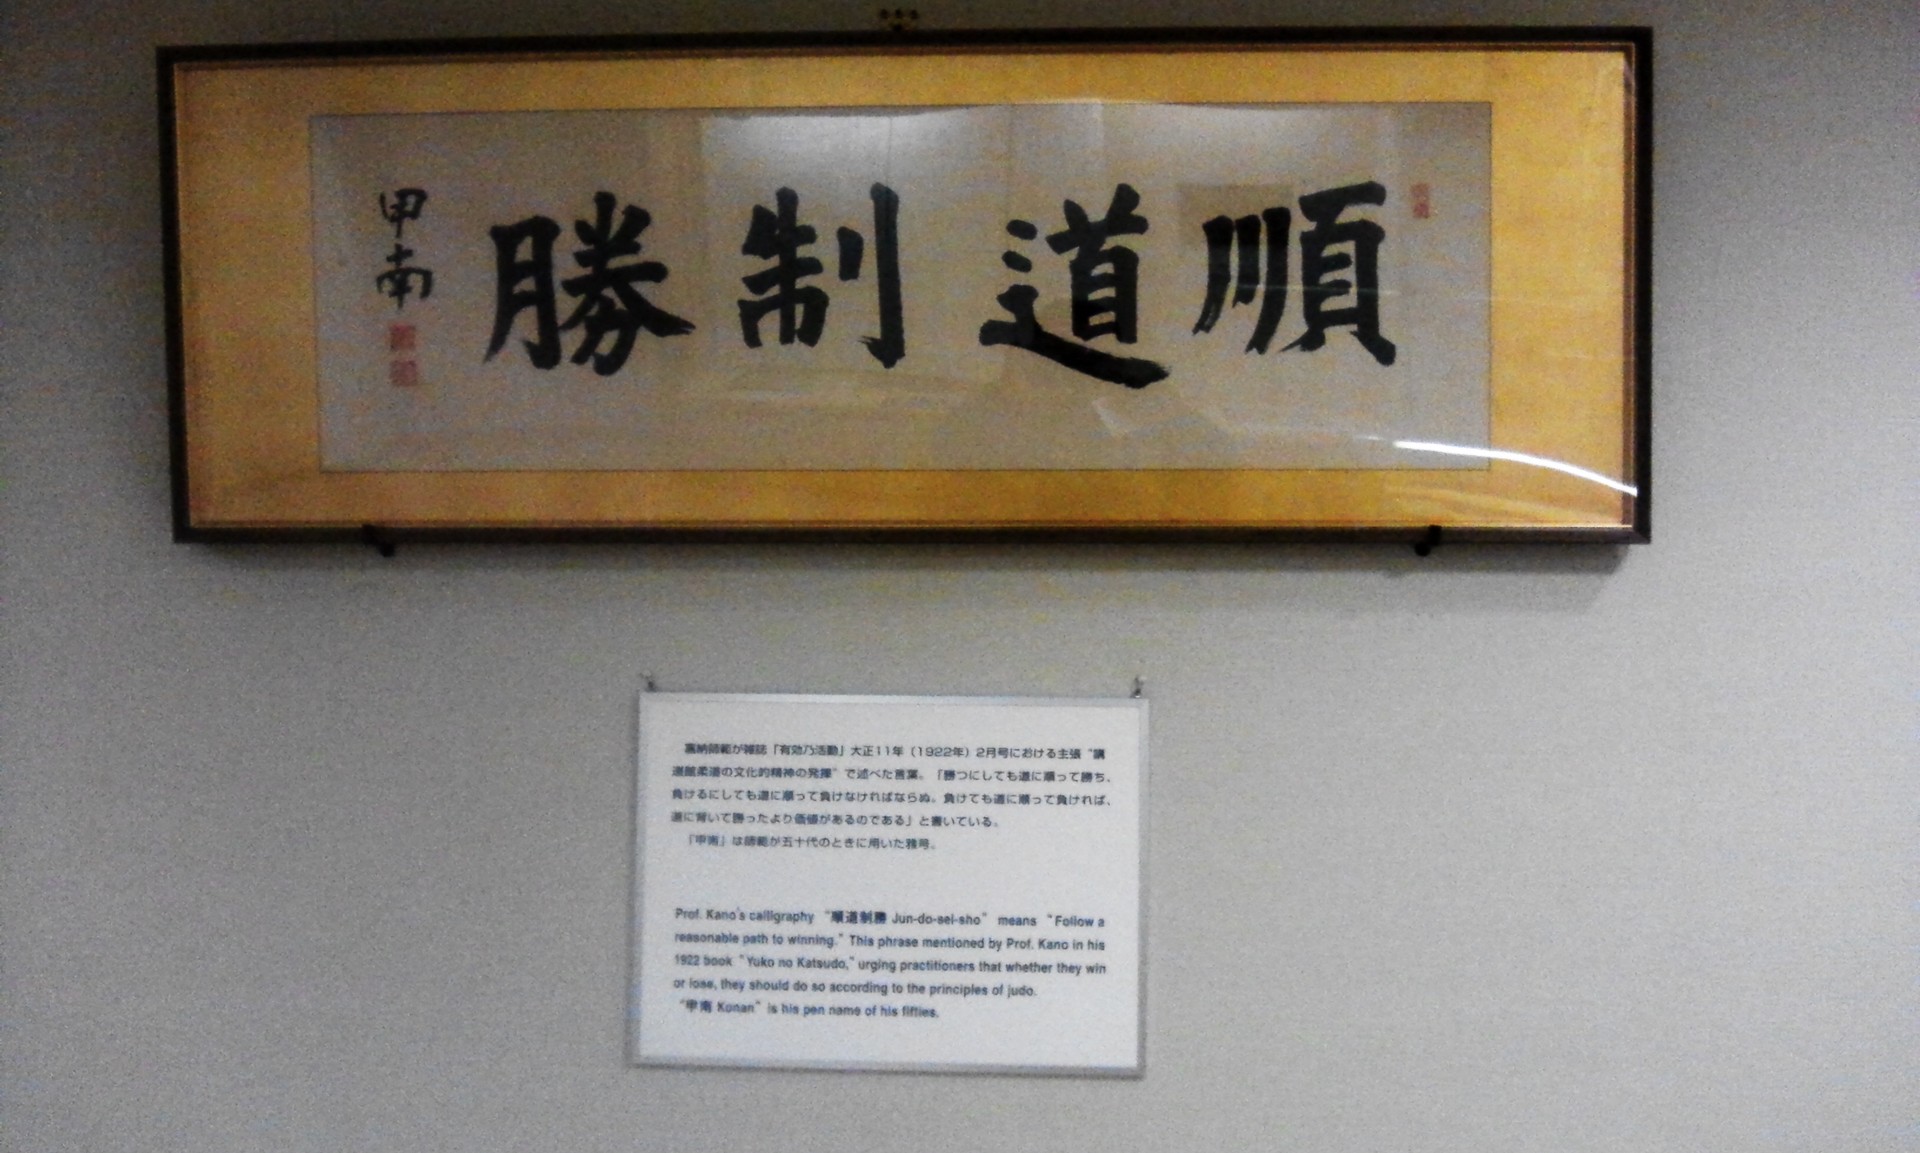 順道制勝
甲南
嘉納師範が雑誌「有効乃活動」大正11年（1922年）2月号における主張“講
道館柔道の文化的精神の発揮”で述べた言葉。「勝つにしても道に順って勝ち、
負けるにしても道に順って負けなければならぬ。負けても道に順って負ければ、
道に背いて勝ったより価値があるのである」と書いている。
「甲南」は師範が五十代のときに用いた雅号。
Prof. Kano's calligraphy “順道制勝 Jun-do-sei-sho” means “Follow a
reasonable path to winning.” This phrase mentioned by Prof. Kano in his
1922 book “Yuko no Katsudo,” urging practitioners that whether they win
or lose, they should do so according to the principles of judo.
“甲南 Konan” is his pen name of his fifties.